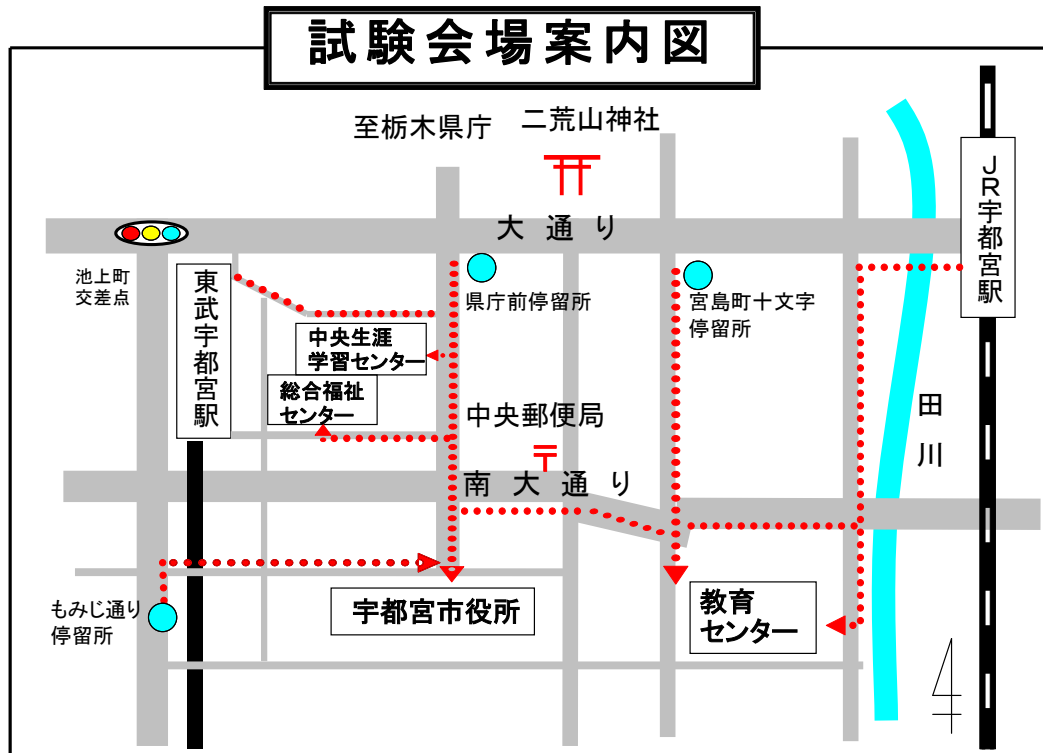 試験会場案内図
至栃木県庁
二荒山神社
大通り
池上町
交差点
東武宇都宮駅
県庁前停留所
宮島町十文字
停留所
JR宇都宮駅
中央生涯
学習センター
総合福祉
センター
中央郵便局
〒
南大通り
田川
もみじ通り
停留所
宇都宮市役所
教育
センター